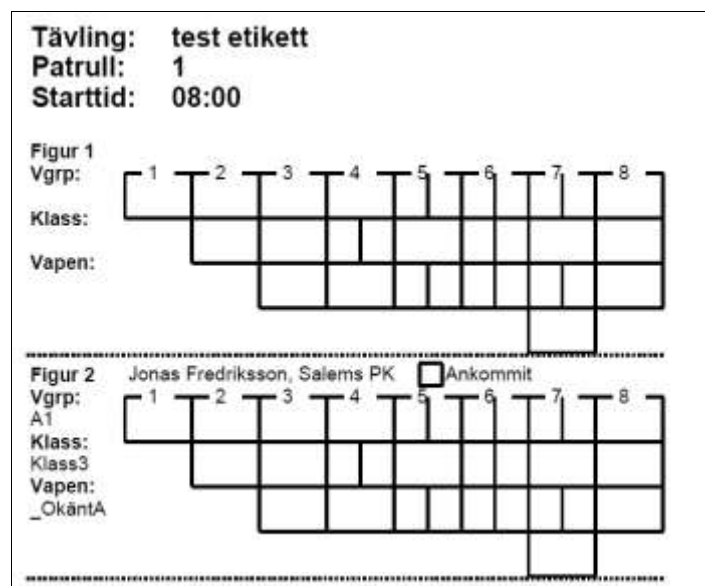 Tävling: test etikett
Patrull: 1
Starttid: 08:00
Figur 1
Vgrp: 1 2 3 4 5 6 7 8
Klass:
Vapen:
Figur 2 Jonas Fredriksson, Salems PK Ankommit
Vgrp: 1 2 3 4 5 6 7 8
A1
Klass:
Klass3
Vapen:
_OkäntA